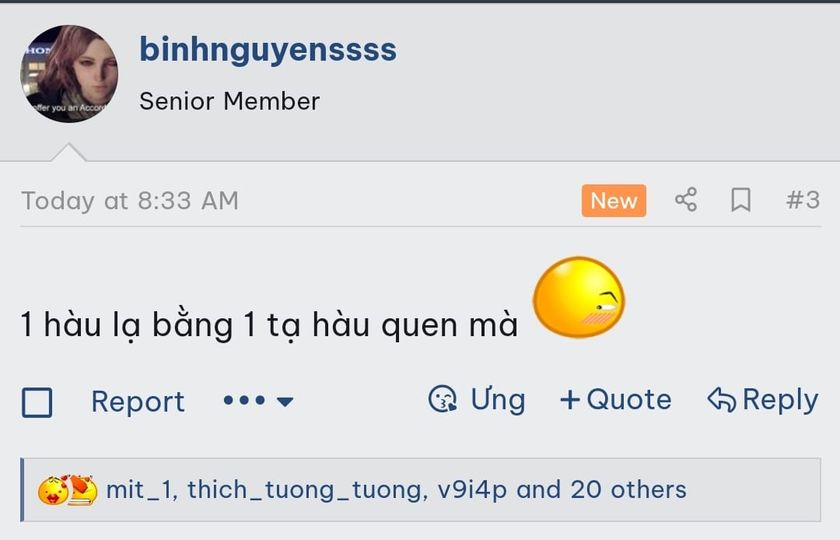 HON
offer you an Accord
binhnguyenssss
Senior Member
Today at 8:33 AM New #3
1 hàu lạ bằng 1 tạ hàu quen mà
Report Ưng +Quote Reply
mit_1, thich_tuong_tuong, v9i4p and 20 others